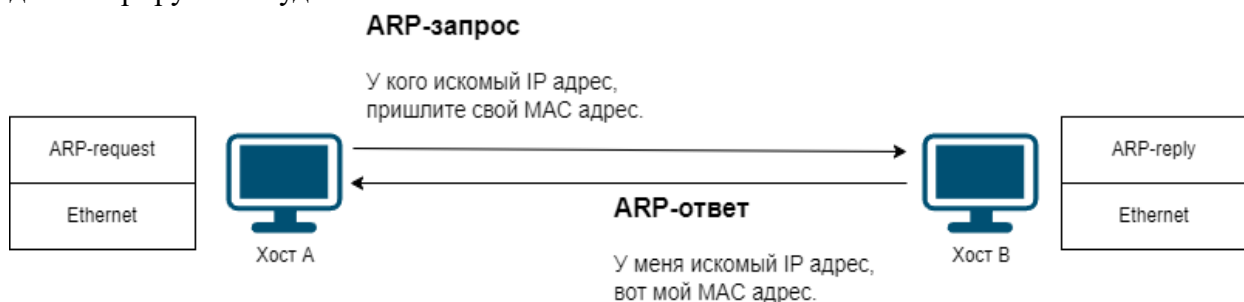 ARP-запрос
У кого искомый IP адрес,
пришлите свой MAC адрес.
ARP-request
Ethernet
Хост A
ARP-reply
Ethernet
Хост B
ARP-ответ
У меня искомый IP адрес,
вот мой MAC адрес.